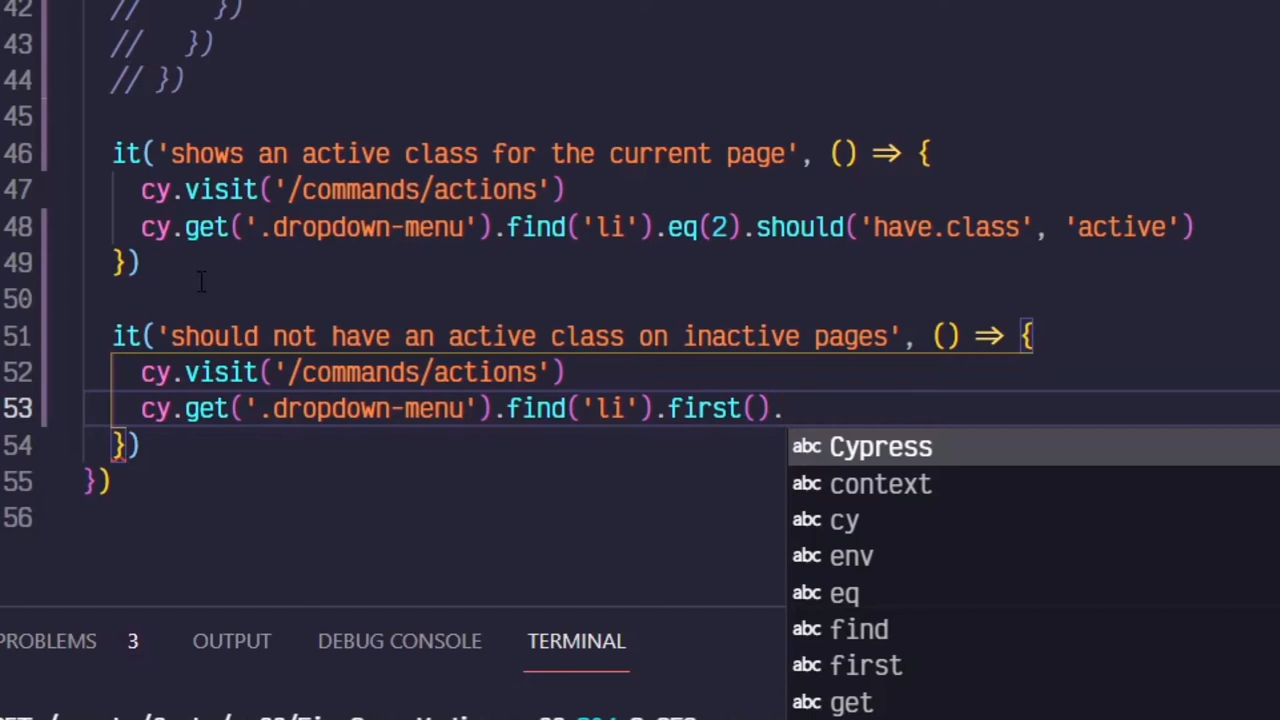 42 // })
43 // })
44 // })
45
46 it('shows an active class for the current page', () => {
47 cy.visit('/commands/actions')
48 cy.get('.dropdown-menu').find('li').eq(2).should('have.class', 'active')
49 })
50
51 it('should not have an active class on inactive pages', () => {
52 cy.visit('/commands/actions')
53 cy.get('.dropdown-menu').find('li').first().
54 })
55 })
56
abc Cypress
abc context
abc cy
abc env
abc eq
abc find
abc first
abc get
PROBLEMS 3 OUTPUT DEBUG CONSOLE TERMINAL